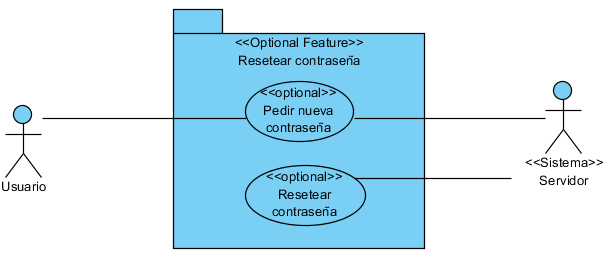 <<Optional Feature>>
Resetear contraseña
<<optional>>
Pedir nueva
contraseña
<<optional>>
Resetear
contraseña
Usuario
<<Sistema>>
Servidor